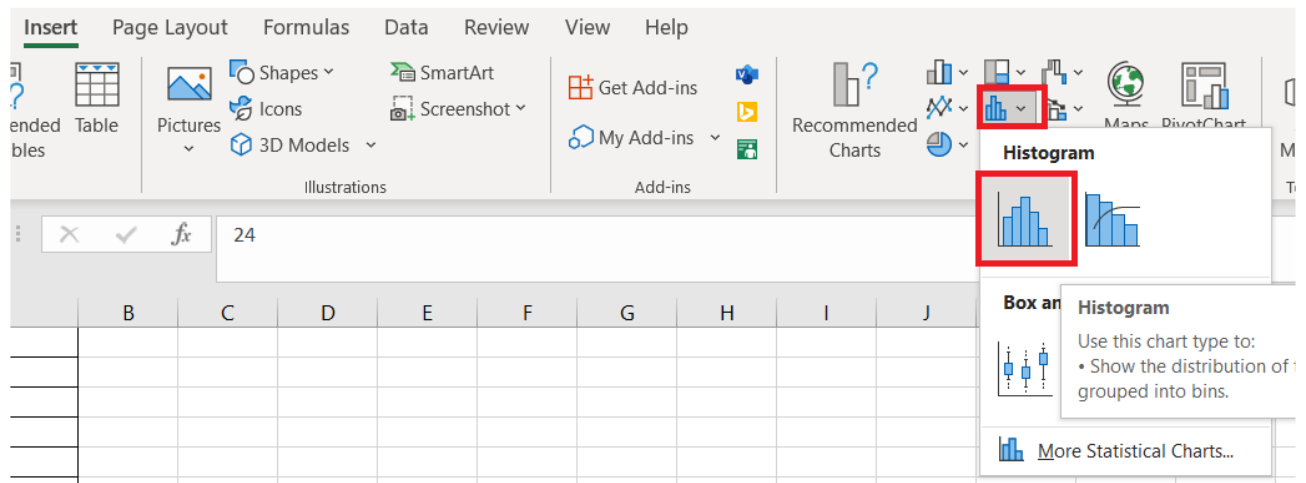 Insert Page Layout Formulas Data Review View Help
Shapes SmartArt
Get Add-ins
Icons
ended Table Pictures Screenshot Recommended Maps PivotChart
bles 3D Models My Add-ins Charts M
Illustrations Add-ins T
Histogram
fx 24
B C D E F G H I J
Box an
Histogram
Use this chart type to:
• Show the distribution of
grouped into bins.
More Statistical Charts...